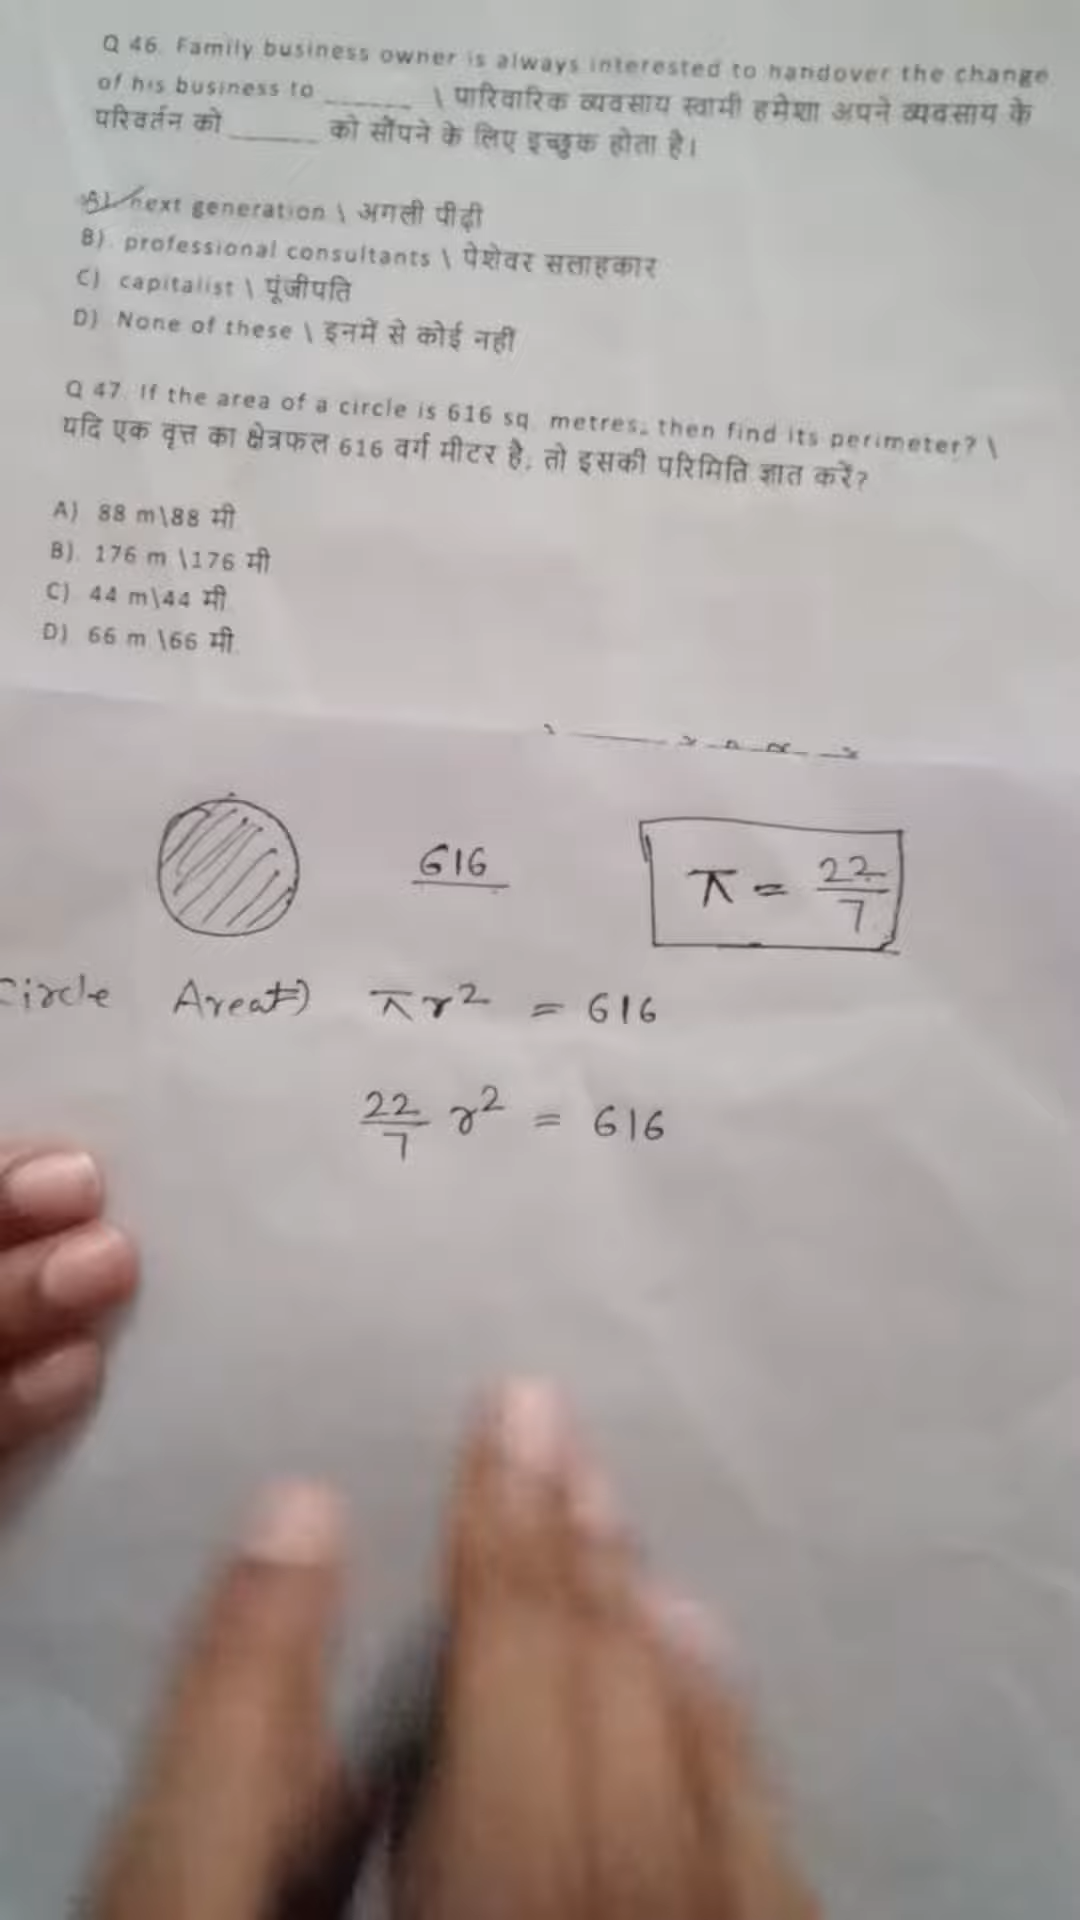 Q 46. Family business owner is always interested to handover the change
of his business to ______ \ पारिवारिक व्यवसाय स्वामी हमेशा अपने व्यवसाय के
परिवर्तन को ______ को सौंपने के लिए इच्छुक होता है।
A) next generation \ अगली पीढ़ी
B). professional consultants \ पेशेवर सलाहकार
C) capitalist \ पूंजीपति
D) None of these \ इनमें से कोई नहीं
Q 47. If the area of a circle is 616 sq. metres, then find its perimeter? \
यदि एक वृत्त का क्षेत्रफल 616 वर्ग मीटर है, तो इसकी परिमिति ज्ञात करें?
A) 88 m\88 मी
B). 176 m \176 मी
C) 44 m\44 मी
D) 66 m \66 मी.
616
π = 22/7
Circle Area⇒ πr² = 616
22/7 r² = 616